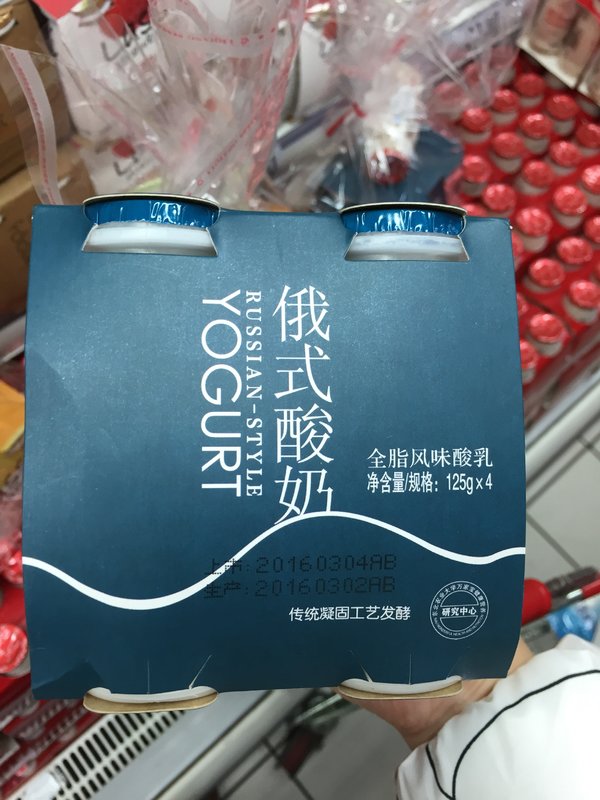 俄式酸奶
RUSSIAN-STYLE
YOGURT
全脂风味酸乳
净含量/规格：125g×4
上市:20160304AB
生产:20160302AB
传统凝固工艺发酵
研究中心